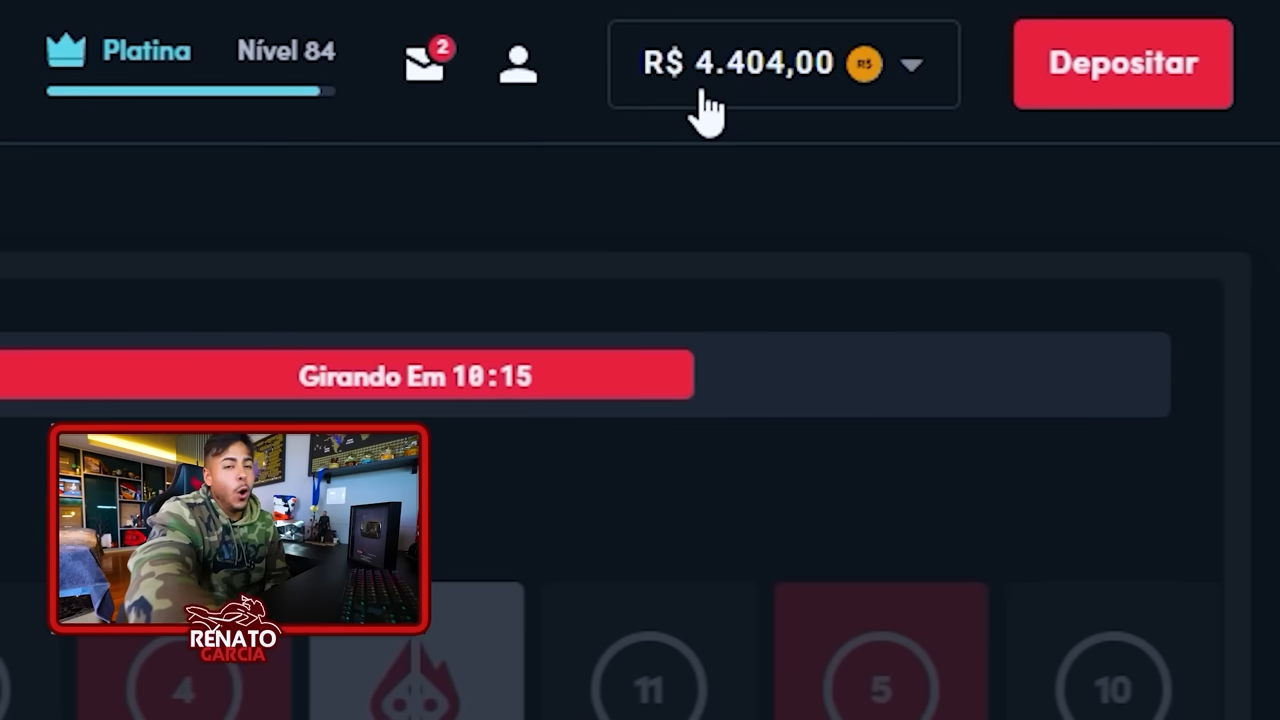 Platina
Nível 84
2
R$ 4.404,00
R$
Depositar
Girando Em 10:15
RENATO
GARCIA
4
11
5
10